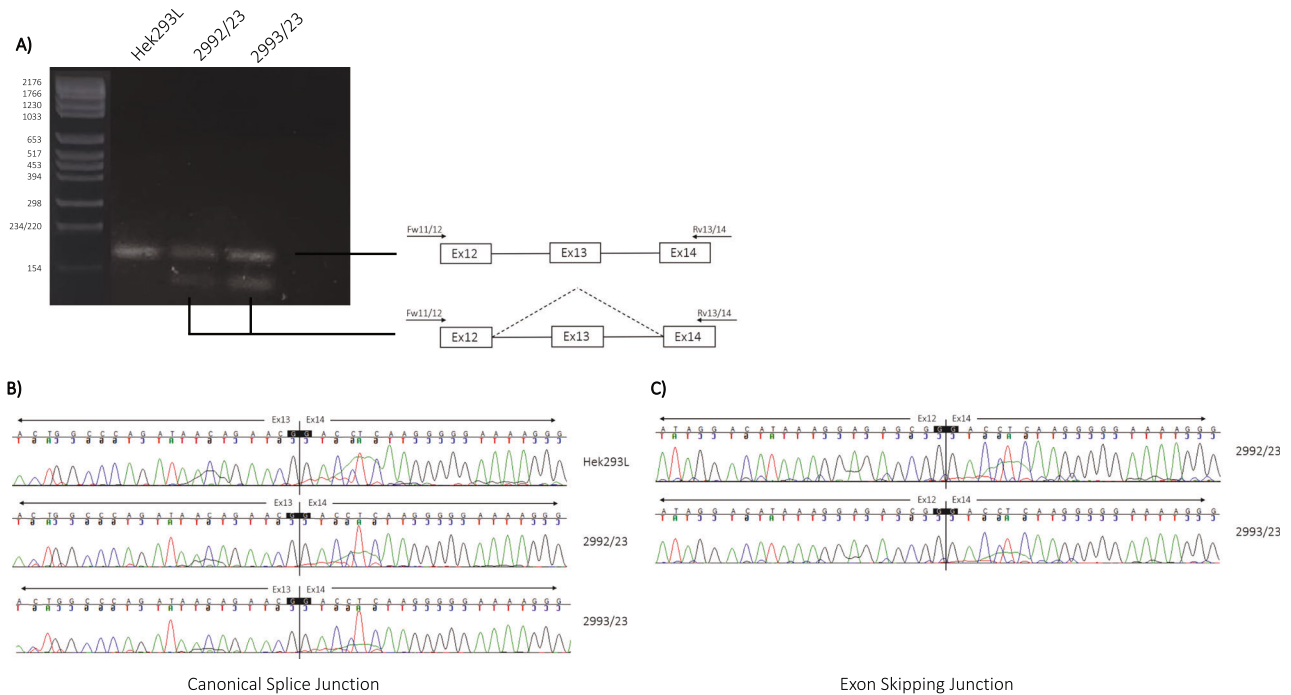 A)
Hek293L 2992/23 2993/23
2176
1766
1230
1033
653
517
453
394
298
234/220
154
Fw11/12 Rv13/14
Ex12 Ex13 Ex14
Fw11/12 Rv13/14
Ex12 Ex13 Ex14
B)
Ex13 Ex14
A C T G G C C C A G A T A A C A G A A C G G A C C T C A A G G G G G A A A A G G G
Hek293L
Ex13 Ex14
A C T G G C C C A G A T A A C A G A A C G G A C C T C A A G G G G G A A A A G G G
2992/23
Ex13 Ex14
A C T G G C C C A G A T A A C A G A A C G G A C C T C A A G G G G G A A A A G G G
2993/23
Canonical Splice Junction
C)
Ex12 Ex14
A T A G G A C A T A A A G G A G A G C G G G A C C T C A A G G G G G A A A A G G G
2992/23
Ex12 Ex14
A T A G G A C A T A A A G G A G A G C G G G A C C T C A A G G G G G A A A A G G G
2993/23
Exon Skipping Junction